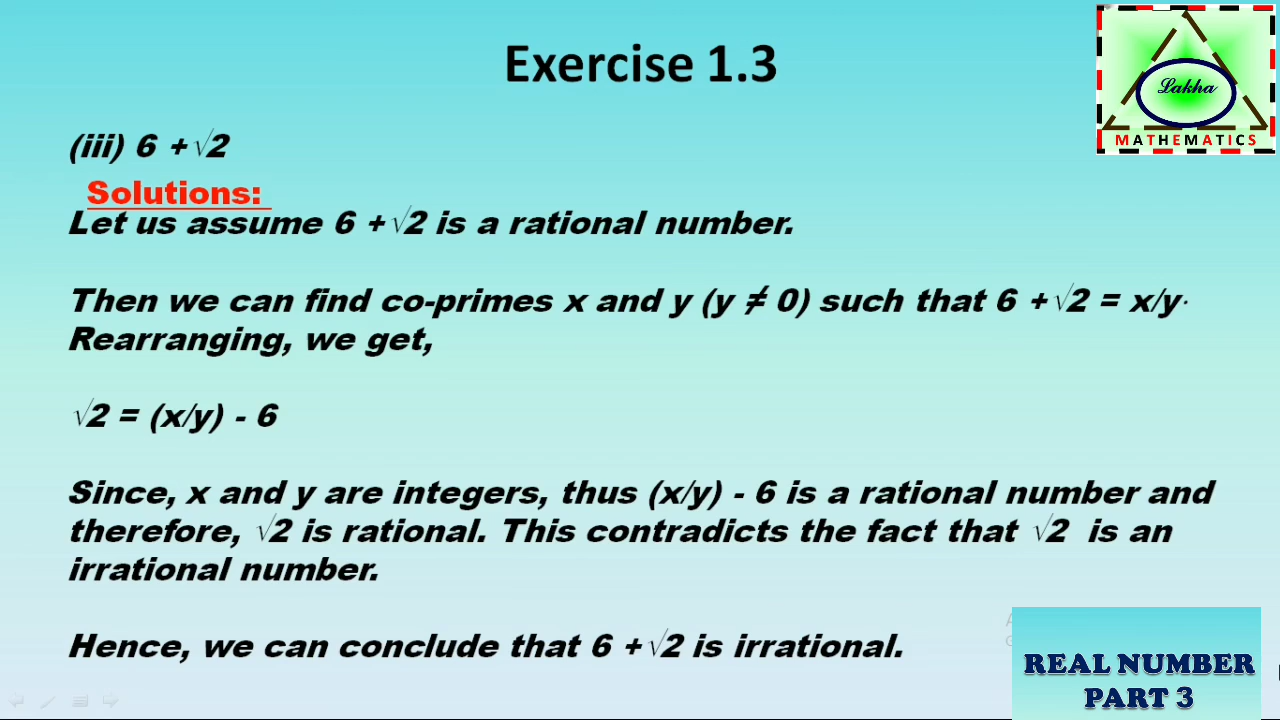 Exercise 1.3
Lakha
MATHEMATICS
(iii) 6 +√2
Solutions:
Let us assume 6 +√2 is a rational number.
Then we can find co-primes x and y (y ≠ 0) such that 6 +√2 = x/y·
Rearranging, we get,
√2 = (x/y) - 6
Since, x and y are integers, thus (x/y) - 6 is a rational number and
therefore, √2 is rational. This contradicts the fact that √2 is an
irrational number.
Hence, we can conclude that 6 +√2 is irrational.
REAL NUMBER
PART 3